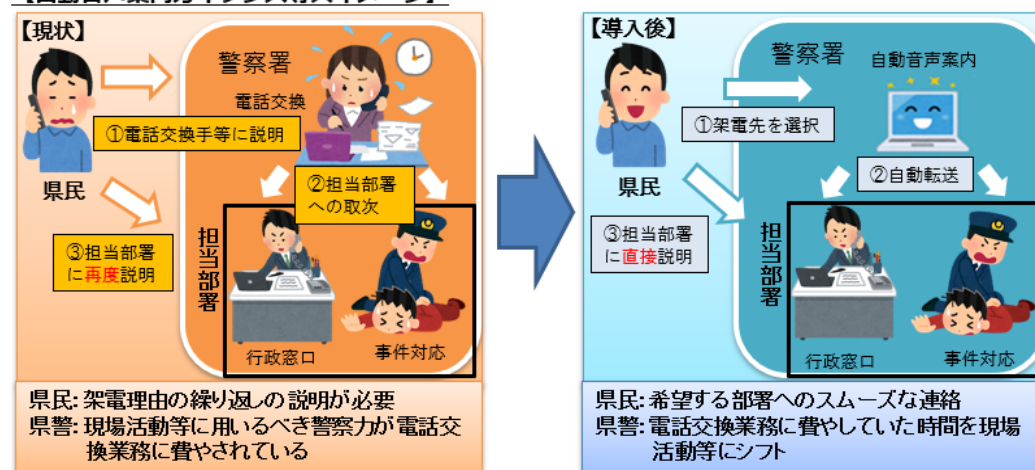 【現状】
警察署
電話交換
①電話交換手等に説明
県民
②担当部署
への取次
③担当部署
に再度説明
担当部署
行政窓口
事件対応
県民：架電理由の繰り返しの説明が必要
県警：現場活動等に用いるべき警察力が電話交
換業務に費やされている
【導入後】
警察署
自動音声案内
①架電先を選択
県民
②自動転送
③担当部署
に直接説明
担当部署
行政窓口
事件対応
県民：希望する部署へのスムーズな連絡
県警：電話交換業務に費やしていた時間を現場
活動等にシフト